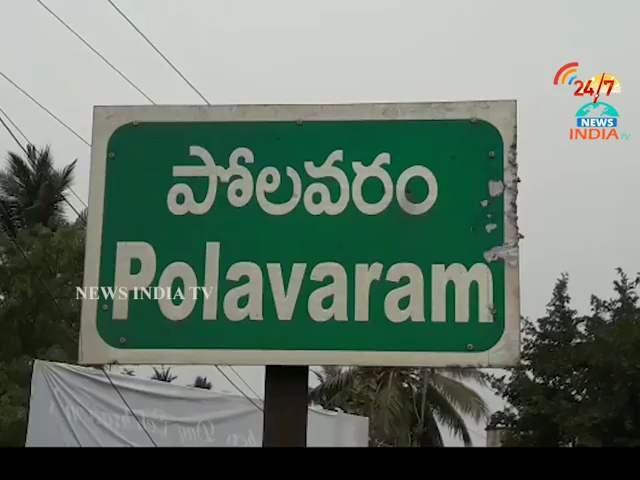 24/7
NEWS
INDIA TV
పోలవరం
Polavaram
NEWS INDIA TV